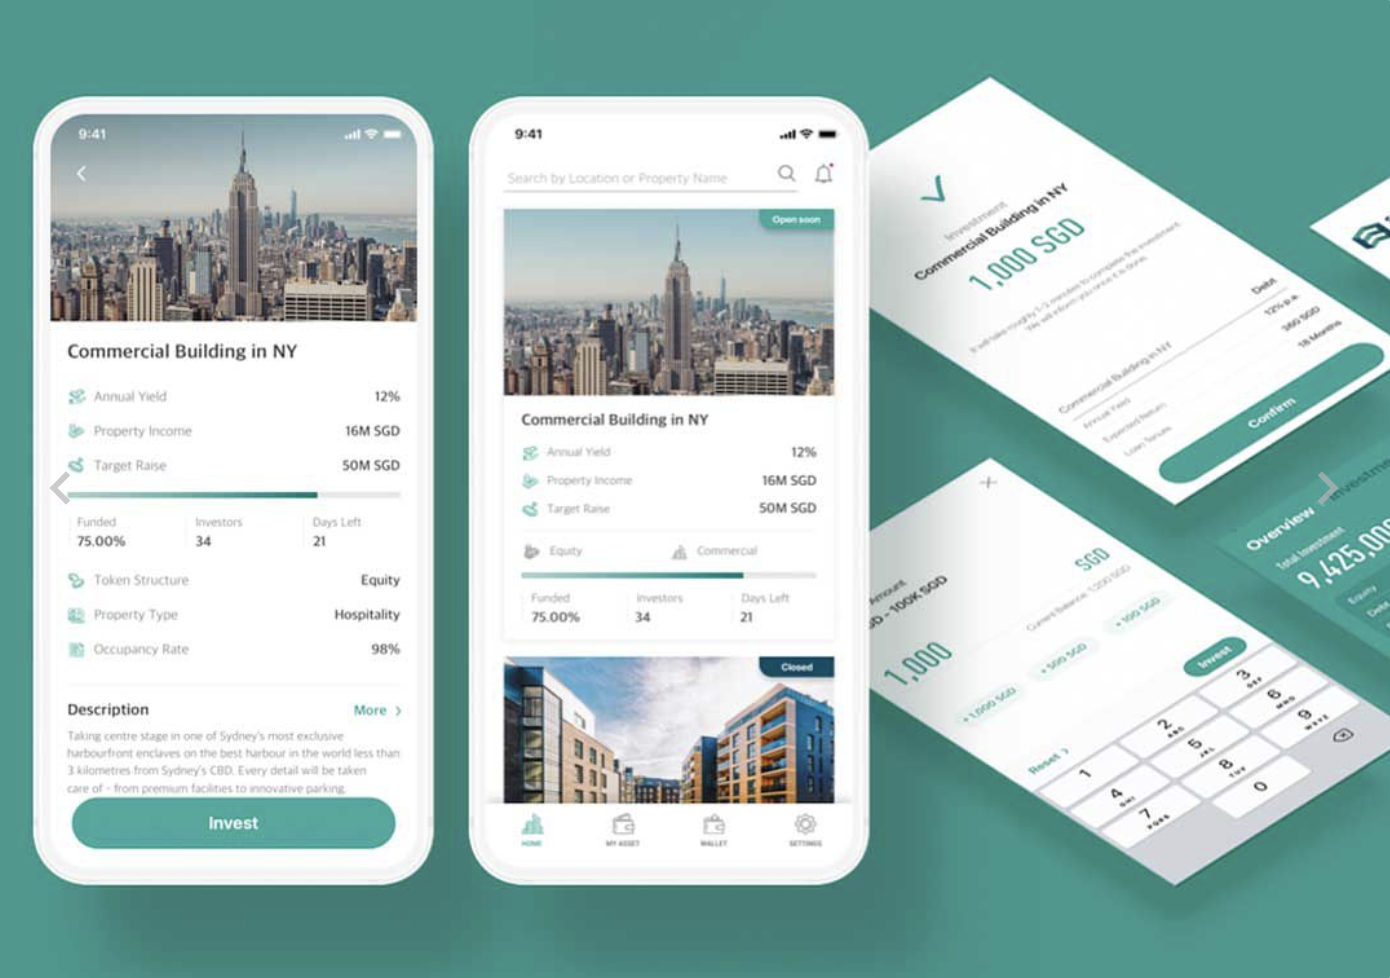 9:41
Commercial Building in NY
Annual Yield 12%
Property Income 16M SGD
Target Raise 50M SGD
Funded Investors Days Left
75.00% 34 21
Token Structure Equity
Property Type Hospitality
Occupancy Rate 98%
Description More >
Taking centre stage in one of Sydney's most exclusive
harbourfront enclaves on the best harbour in the world less than
3 kilometres from Sydney's CBD. Every detail will be taken
care of - from premium facilities to innovative parking.
Invest
9:41
Search by Location or Property Name
Open soon
Commercial Building in NY
Annual Yield 12%
Property Income 16M SGD
Target Raise 50M SGD
Equity Commercial
Funded Investors Days Left
75.00% 34 21
Closed
HOME MY ASSET WALLET SETTINGS
Investment
Commercial Building in NY
1,000 SGD
It will take roughly 1-2 minutes to complete the investment.
We will inform you once it is done.
Commercial Building in NY Debt
Annual Yield 12% p.a.
Expected Return 360 SGD
Loan Tenure 18 Months
Confirm
Amount
SGD
- 100K SGD
Current Balance: 1,200 SGD
1,000
+1,000 SGD +500 SGD +100 SGD
Invest
Reset >
1 2 ABC 3 DEF
4 GHI 5 JKL 6 MNO
7 PQRS 8 TUV 9 WXYZ
0
Overview
Total Investment
9,425,00
Equity